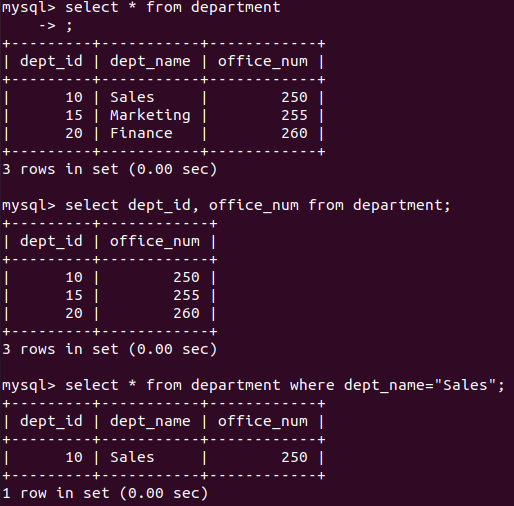 mysql> select * from department
    -> ;
+---------+-----------+------------+
| dept_id | dept_name | office_num |
+---------+-----------+------------+
|      10 | Sales     |        250 |
|      15 | Marketing |        255 |
|      20 | Finance   |        260 |
+---------+-----------+------------+
3 rows in set (0.00 sec)

mysql> select dept_id, office_num from department;
+---------+------------+
| dept_id | office_num |
+---------+------------+
|      10 |        250 |
|      15 |        255 |
|      20 |        260 |
+---------+------------+
3 rows in set (0.00 sec)

mysql> select * from department where dept_name="Sales";
+---------+-----------+------------+
| dept_id | dept_name | office_num |
+---------+-----------+------------+
|      10 | Sales     |        250 |
+---------+-----------+------------+
1 row in set (0.00 sec)